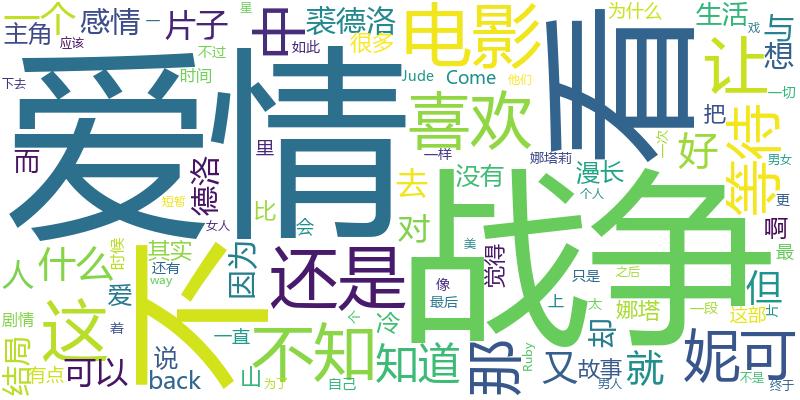 一个
感情
一
片子
中
裘德洛
很多
电影
为什么
生活
与
主角
应该
不过
时间
如此
星
戏
想
下去
爱情
Jude
Come
他们
看
让
一切
喜欢
等待
把
好
而
里
德洛
一样
娜塔莉
一次
男女
短暂
比
没有
漫长
去
个人
更
女人
会
对
战争
啊
人
什么
其实
时候
因为
还是
觉得
美
最
还有
way
像
只是
之后
但
爱
不
最后
上
太
一段
片
剧情
着
这
一直
冷
娜塔
这部
却
结局
可以
说
不知
知道
那
又
故事
就
妮可
有点
back
为了
自己
Ruby
男人
不是
终于